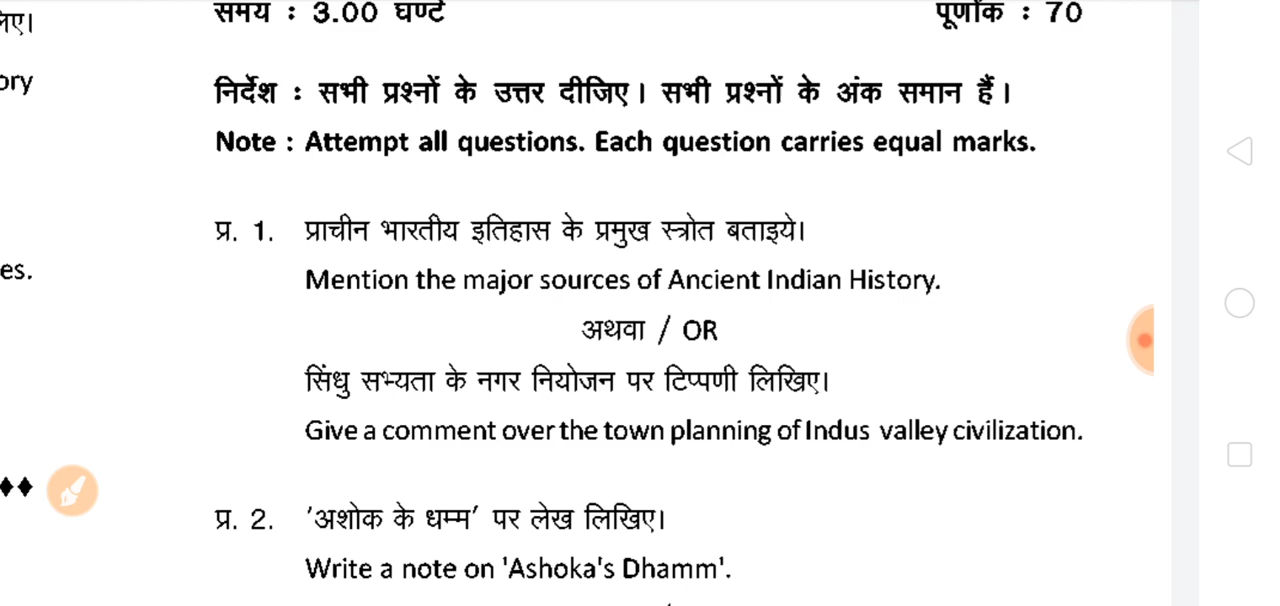 समय : 3.00 घण्टे
पूर्णांक : 70
निर्देश : सभी प्रश्नों के उत्तर दीजिए। सभी प्रश्नों के अंक समान हैं।
Note : Attempt all questions. Each question carries equal marks.
प्र. 1. प्राचीन भारतीय इतिहास के प्रमुख स्त्रोत बताइये।
Mention the major sources of Ancient Indian History.
अथवा / OR
सिंधु सभ्यता के नगर नियोजन पर टिप्पणी लिखिए।
Give a comment over the town planning of Indus valley civilization.
प्र. 2. 'अशोक के धम्म' पर लेख लिखिए।
Write a note on 'Ashoka's Dhamm'.